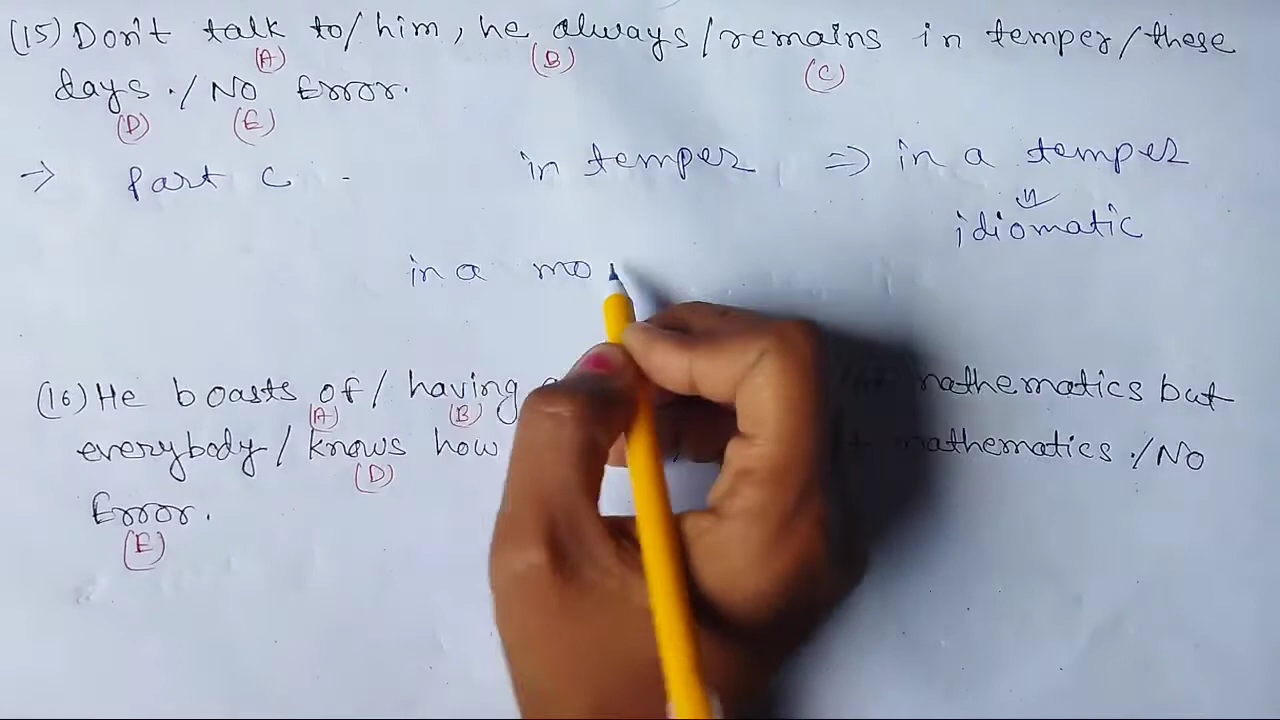 (15) Don't talk to/him, he always/remains in temper/these
(A) (B) (C)
days./No Error.
(D) (E)
→ Part C. in temper ⇒ in a temper
idiomatic
in a mo
(16) He boasts of/having mathematics but
(A) (B)
everybody/knows how mathematics./No
(D)
Error.
(E)